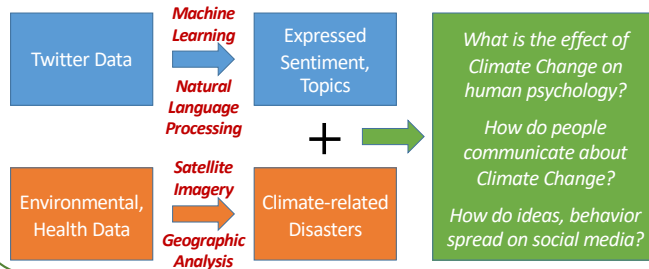 Twitter Data
Machine
Learning
Natural
Language
Processing
Expressed
Sentiment,
Topics
+
Environmental,
Health Data
Satellite
Imagery
Geographic
Analysis
Climate-related
Disasters
What is the effect of
Climate Change on
human psychology?
How do people
communicate about
Climate Change?
How do ideas, behavior
spread on social media?